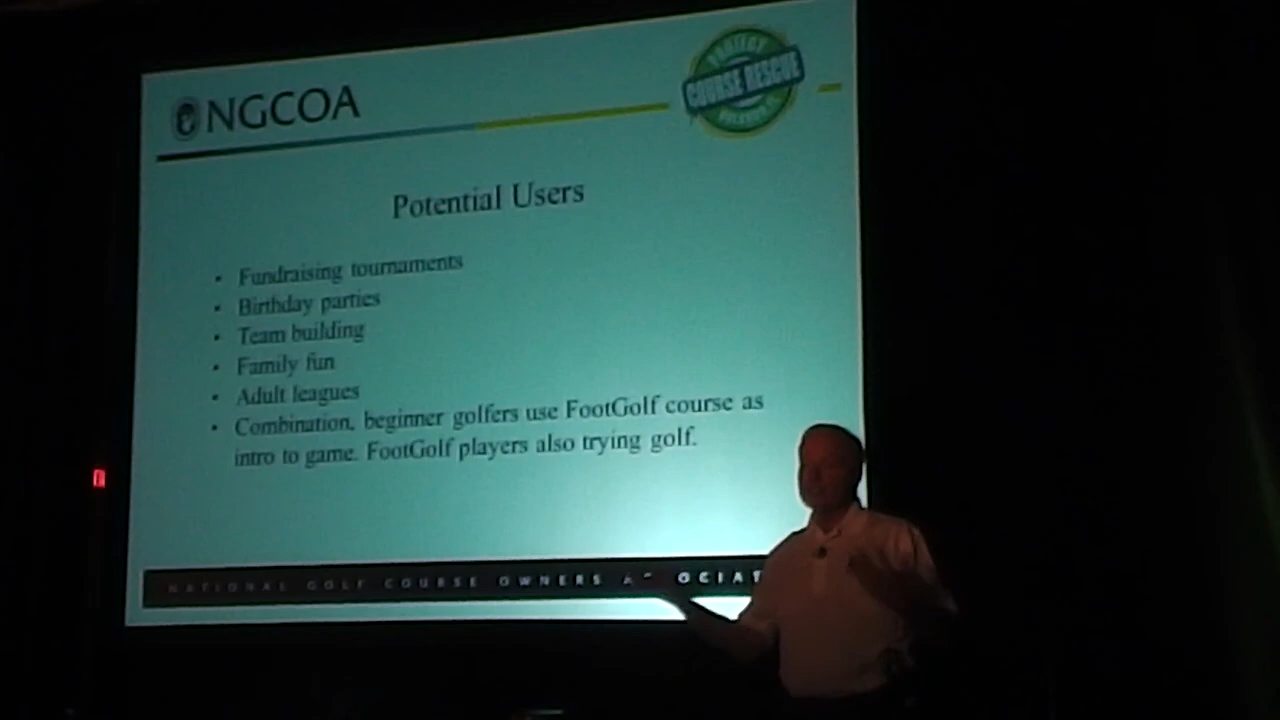 NGCOA
PROJECT
COURSE RESCUE
Potential Users
• Fundraising tournaments
• Birthday parties
• Team building
• Family fun
• Adult leagues
• Combination, beginner golfers use FootGolf course as
intro to game. FootGolf players also trying golf.
NATIONAL GOLF COURSE OWNERS